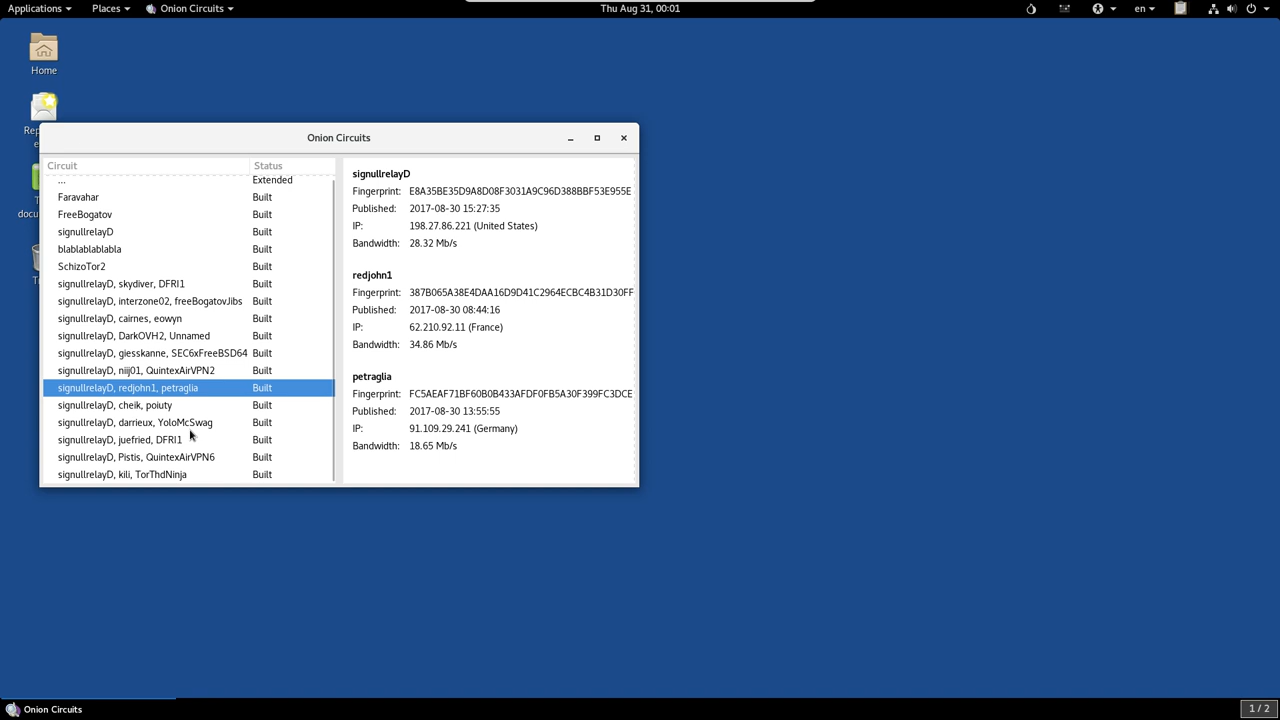 Applications Places Onion Circuits Thu Aug 31, 00:01 en
Home
Rep
e
T
docu
Tr
Onion Circuits
Circuit Status
... Extended
Faravahar Built
FreeBogatov Built
signullrelayD Built
blablablablabla Built
SchizoTor2 Built
signullrelayD, skydiver, DFRI1 Built
signullrelayD, interzone02, freeBogatovJibs Built
signullrelayD, cairnes, eowyn Built
signullrelayD, DarkOVH2, Unnamed Built
signullrelayD, giesskanne, SEC6xFreeBSD64 Built
signullrelayD, niij01, QuintexAirVPN2 Built
signullrelayD, redjohn1, petraglia Built
signullrelayD, cheik, poiuty Built
signullrelayD, darrieux, YoloMcSwag Built
signullrelayD, juefried, DFRI1 Built
signullrelayD, Pistis, QuintexAirVPN6 Built
signullrelayD, kili, TorThdNinja Built
signullrelayD
Fingerprint: E8A35BE35D9A8D08F3031A9C96D388BBF53E955E
Published: 2017-08-30 15:27:35
IP: 198.27.86.221 (United States)
Bandwidth: 28.32 Mb/s
redjohn1
Fingerprint: 387B065A38E4DAA16D9D41C2964ECBC4B31D30FF
Published: 2017-08-30 08:44:16
IP: 62.210.92.11 (France)
Bandwidth: 34.86 Mb/s
petraglia
Fingerprint: FC5AEAF71BF60B0B433AFDF0FB5A30F399FC3DCE
Published: 2017-08-30 13:55:55
IP: 91.109.29.241 (Germany)
Bandwidth: 18.65 Mb/s
Onion Circuits 1 / 2